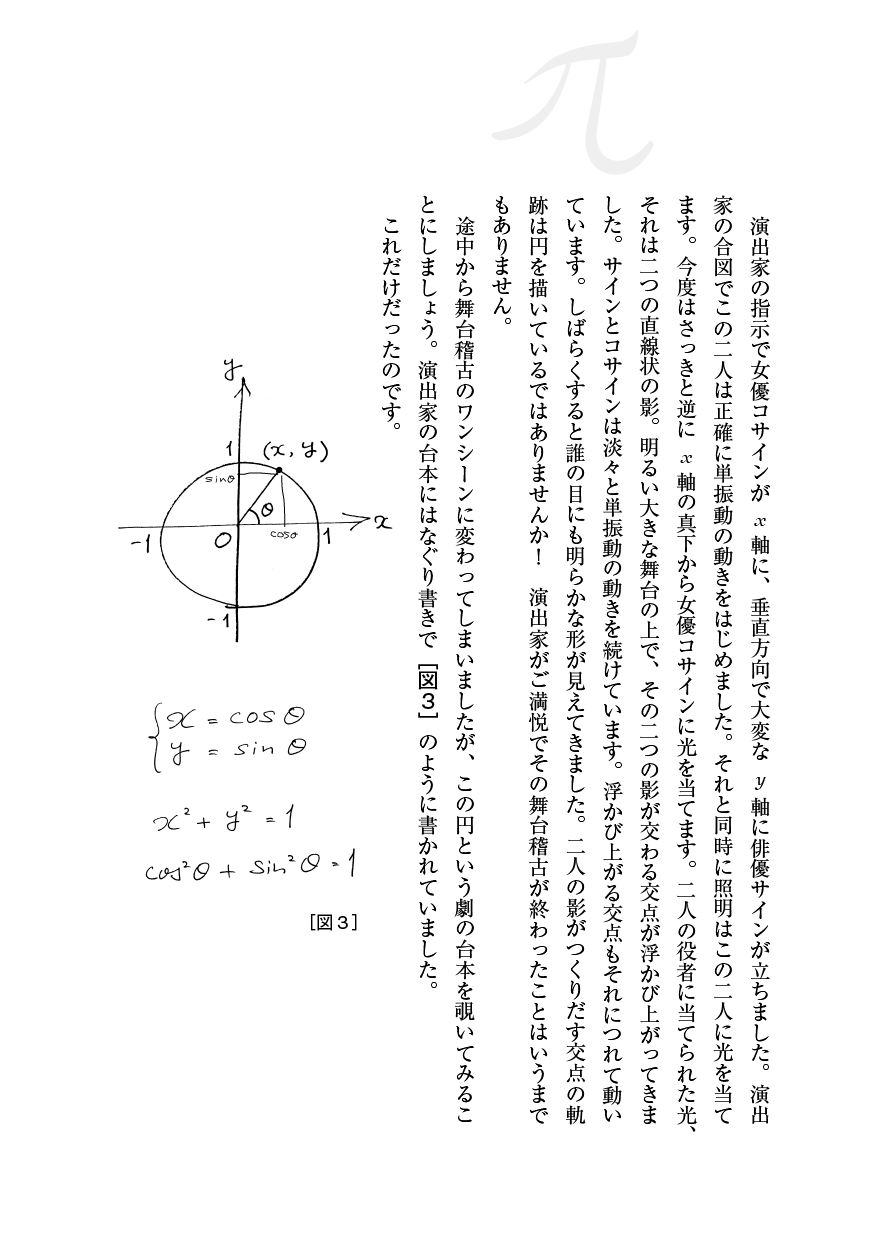 π
演出家の指示で女優コサインが x 軸に、垂直方向で大変な y 軸に俳優サインが立ちました。演出
家の合図でこの二人は正確に単振動の動きをはじめました。それと同時に照明はこの二人に光を当て
ます。今度はさっきと逆に x 軸の真下から女優コサインに光を当てます。二人の役者に当てられた光、
それは二つの直線状の影。明るい大きな舞台の上で、その二つの影が交わる交点が浮かび上がってきま
した。サインとコサインは淡々と単振動の動きを続けています。浮かび上がる交点もそれにつれて動い
ています。しばらくすると誰の目にも明らかな形が見えてきました。二人の影がつくりだす交点の軌
跡は円を描いているではありませんか！　演出家がご満悦でその舞台稽古が終わったことはいうまで
もありません。
途中から舞台稽古のワンシーンに変わってしまいましたが、この円という劇の台本を覗いてみるこ
とにしましょう。演出家の台本にはなぐり書きで［図３］のように書かれていました。
これだけだったのです。
y
1
(x, y)
sinθ
θ
x
-1
O
cosθ
1
-1
x = cos θ
y = sin θ
x² + y² = 1
cos²θ + sin²θ = 1
［図３］